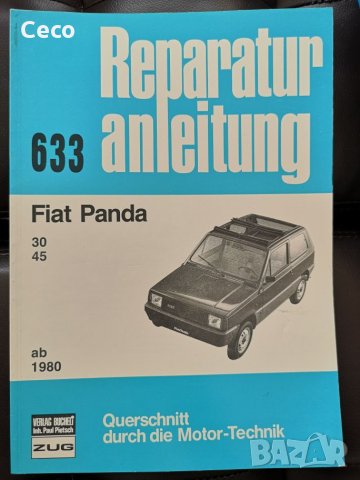 Ceco
Reparatur
anleitung
633
Fiat Panda
30
45
ab
1980
VERLAG BUCHELI
Inh. Paul Pietsch
ZUG
Querschnitt
durch die Motor-Technik
bazar